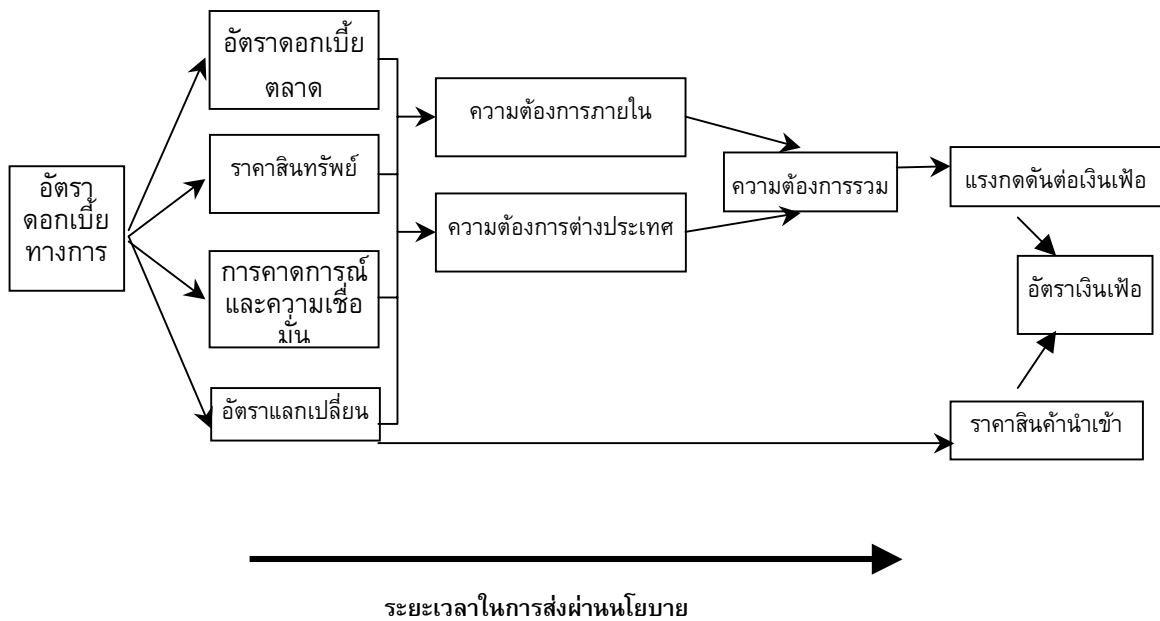 อัตราดอกเบี้ย
ตลาด
ราคาสินทรัพย์
อัตรา
ดอกเบี้ย
ทางการ
การคาดการณ์
และความเชื่อ
มั่น
อัตราแลกเปลี่ยน
ความต้องการภายใน
ความต้องการต่างประเทศ
ความต้องการรวม
แรงกดดันต่อเงินเฟ้อ
อัตราเงินเฟ้อ
ราคาสินค้านำเข้า
ระยะเวลาในการส่งผ่านนโยบาย